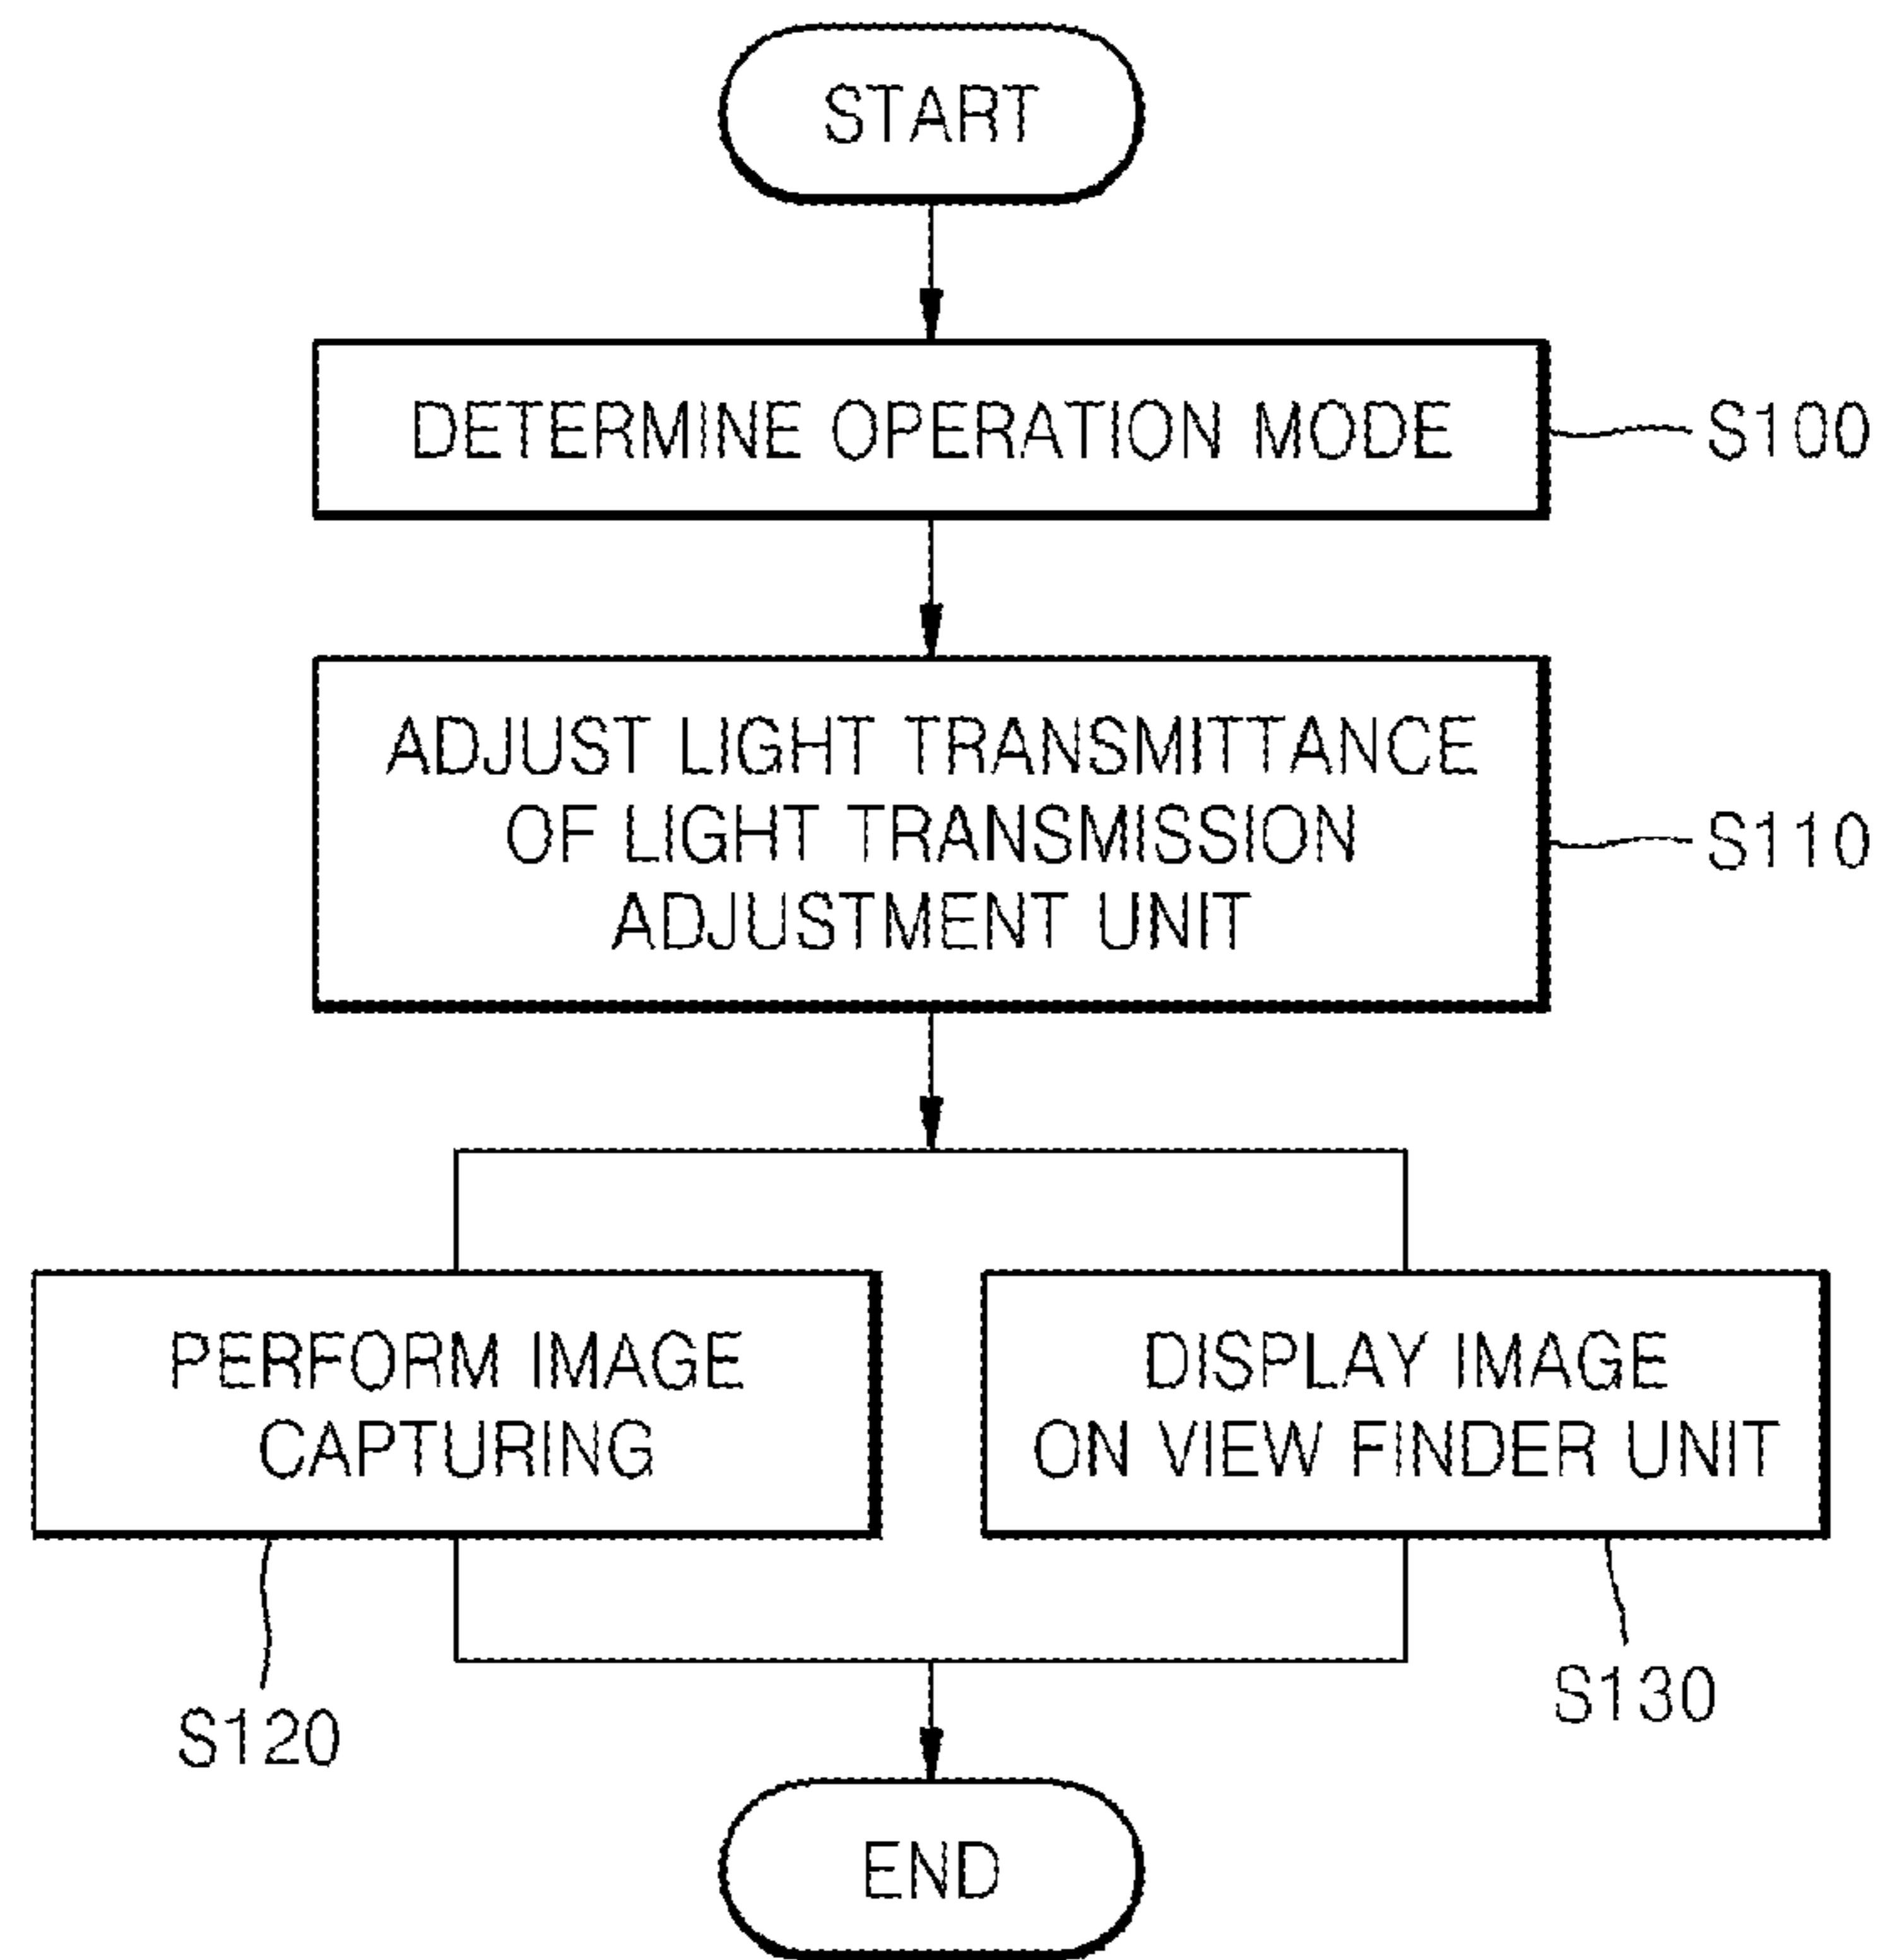 START
DETERMINE OPERATION MODE
S100
ADJUST LIGHT TRANSMITTANCE
OF LIGHT TRANSMISSION
ADJUSTMENT UNIT
S110
PERFORM IMAGE
CAPTURING
DISPLAY IMAGE
ON VIEW FINDER UNIT
S120
S130
END